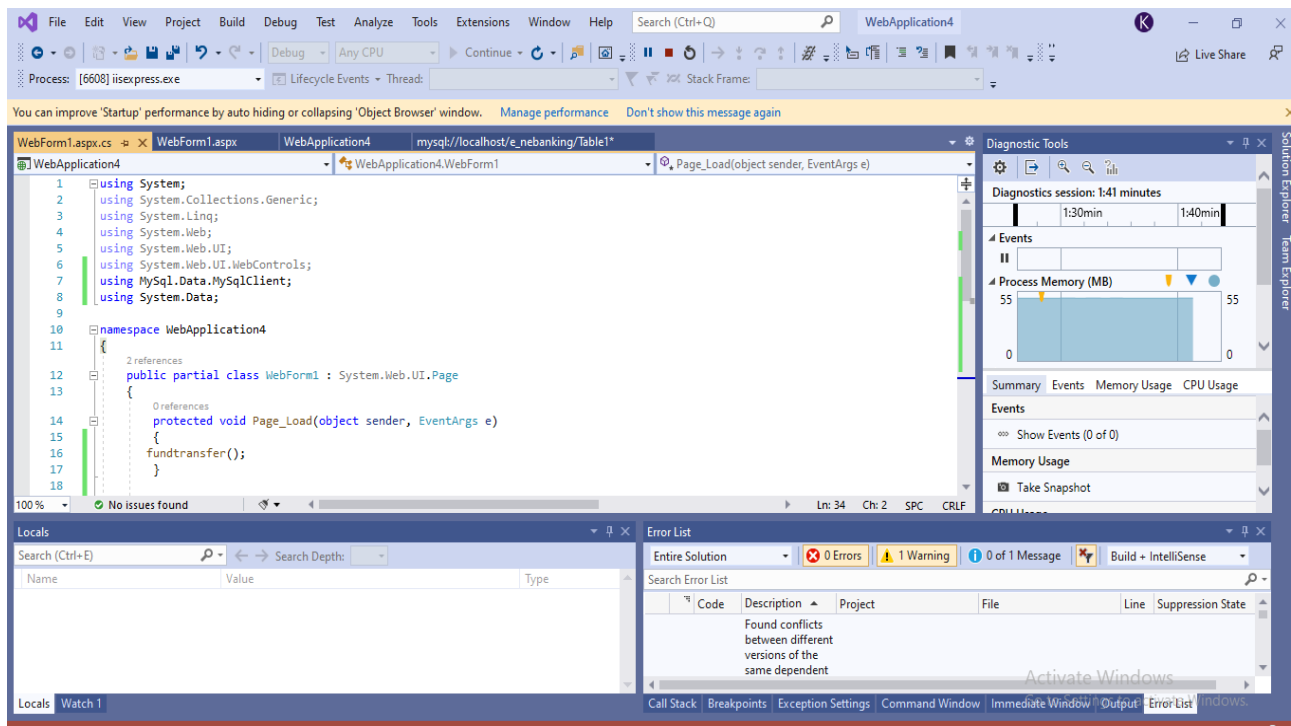 File Edit View Project Build Debug Test Analyze Tools Extensions Window Help Search (Ctrl+Q) WebApplication4 K
Debug Any CPU Continue Live Share
Process: [6608] iisexpress.exe Lifecycle Events Thread: Stack Frame:
You can improve 'Startup' performance by auto hiding or collapsing 'Object Browser' window. Manage performance Don't show this message again
WebForm1.aspx.cs WebForm1.aspx WebApplication4 mysql://localhost/e_nebanking/Table1*
WebApplication4 WebApplication4.WebForm1 Page_Load(object sender, EventArgs e)
1 using System;
2 using System.Collections.Generic;
3 using System.Linq;
4 using System.Web;
5 using System.Web.UI;
6 using System.Web.UI.WebControls;
7 using MySql.Data.MySqlClient;
8 using System.Data;
9
10 namespace WebApplication4
11 {
2 references
12 public partial class WebForm1 : System.Web.UI.Page
13 {
0 references
14 protected void Page_Load(object sender, EventArgs e)
15 {
16 fundtransfer();
17 }
18
100 % No issues found Ln: 34 Ch: 2 SPC CRLF
Diagnostic Tools
Diagnostics session: 1:41 minutes
1:30min 1:40min
Events
Process Memory (MB)
55 55
0 0
Summary Events Memory Usage CPU Usage
Events
Show Events (0 of 0)
Memory Usage
Take Snapshot
CPU Usage
Solution Explorer
Team Explorer
Locals
Search (Ctrl+E) Search Depth:
Name Value Type
Locals Watch 1
Error List
Entire Solution 0 Errors 1 Warning 0 of 1 Message Build + IntelliSense
Search Error List
Code Description Project File Line Suppression State
Found conflicts
between different
versions of the
same dependent
Activate Windows
Go to Settings to activate Windows.
Call Stack Breakpoints Exception Settings Command Window Immediate Window Output Error List